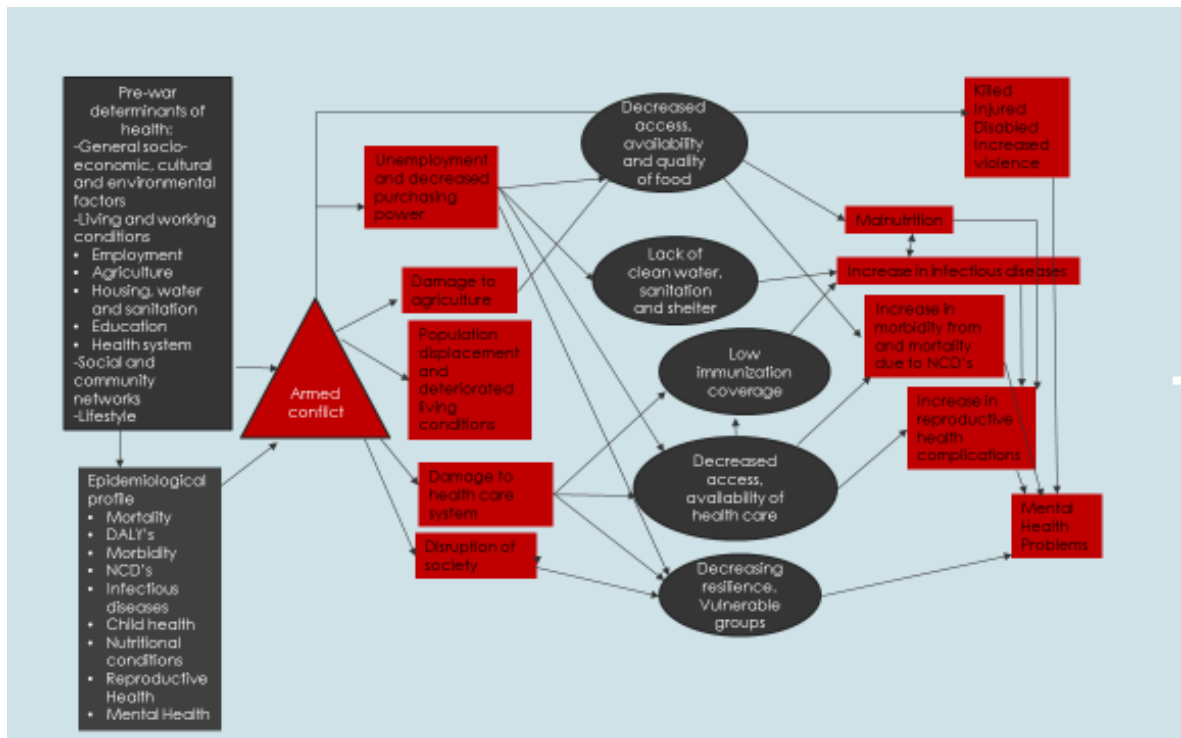 Pre-war
determinants of
health:
-General socio-
economic, cultural
and environmental
factors
-Living and working
conditions
• Employment
• Agriculture
• Housing, water
and sanitation
• Education
• Health system
-Social and
community
networks
-Lifestyle
Epidemiological
profile
• Mortality
• DALY's
• Morbidity
• NCD's
• Infectious
diseases
• Child health
• Nutritional
conditions
• Reproductive
Health
• Mental Health
Armed
conflict
Unemployment
and decreased
purchasing
power
Damage to
agriculture
Population
displacement
and
deteriorated
living
conditions
Damage to
health care
system
Disruption of
society
Decreased
access,
availability
and quality
of food
Lack of
clean water,
sanitation
and shelter
Low
immunization
coverage
Decreased
access,
availability of
health care
Decreasing
resilience.
Vulnerable
groups
Killed
Injured
Disabled
Increased
violence
Malnutrition
Increase in infectious diseases
Increase in
morbidity from
and mortality
due to NCD's
Increase in
reproductive
health
complications
Mental
Health
Problems